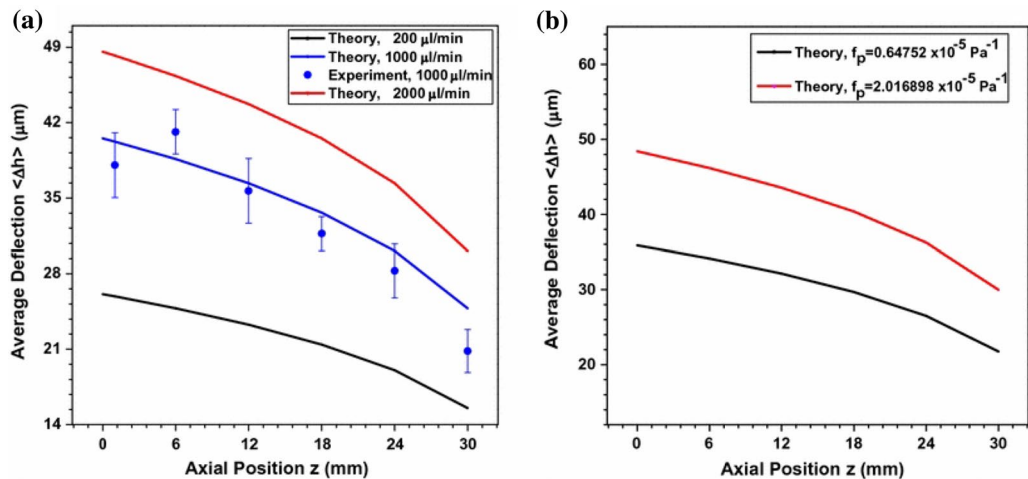 (a)
Theory, 200 µl/min
Theory, 1000 µl/min
Experiment, 1000 µl/min
Theory, 2000 µl/min
49
42
35
28
21
14
Average Deflection <Δh> (µm)
0 6 12 18 24 30
Axial Position z (mm)
(b)
Theory, fp=0.64752 x10-5 Pa-1
Theory, fp=2.016898 x10-5 Pa-1
60
50
40
30
20
Average Deflection <Δh> (µm)
0 6 12 18 24 30
Axial Position z (mm)